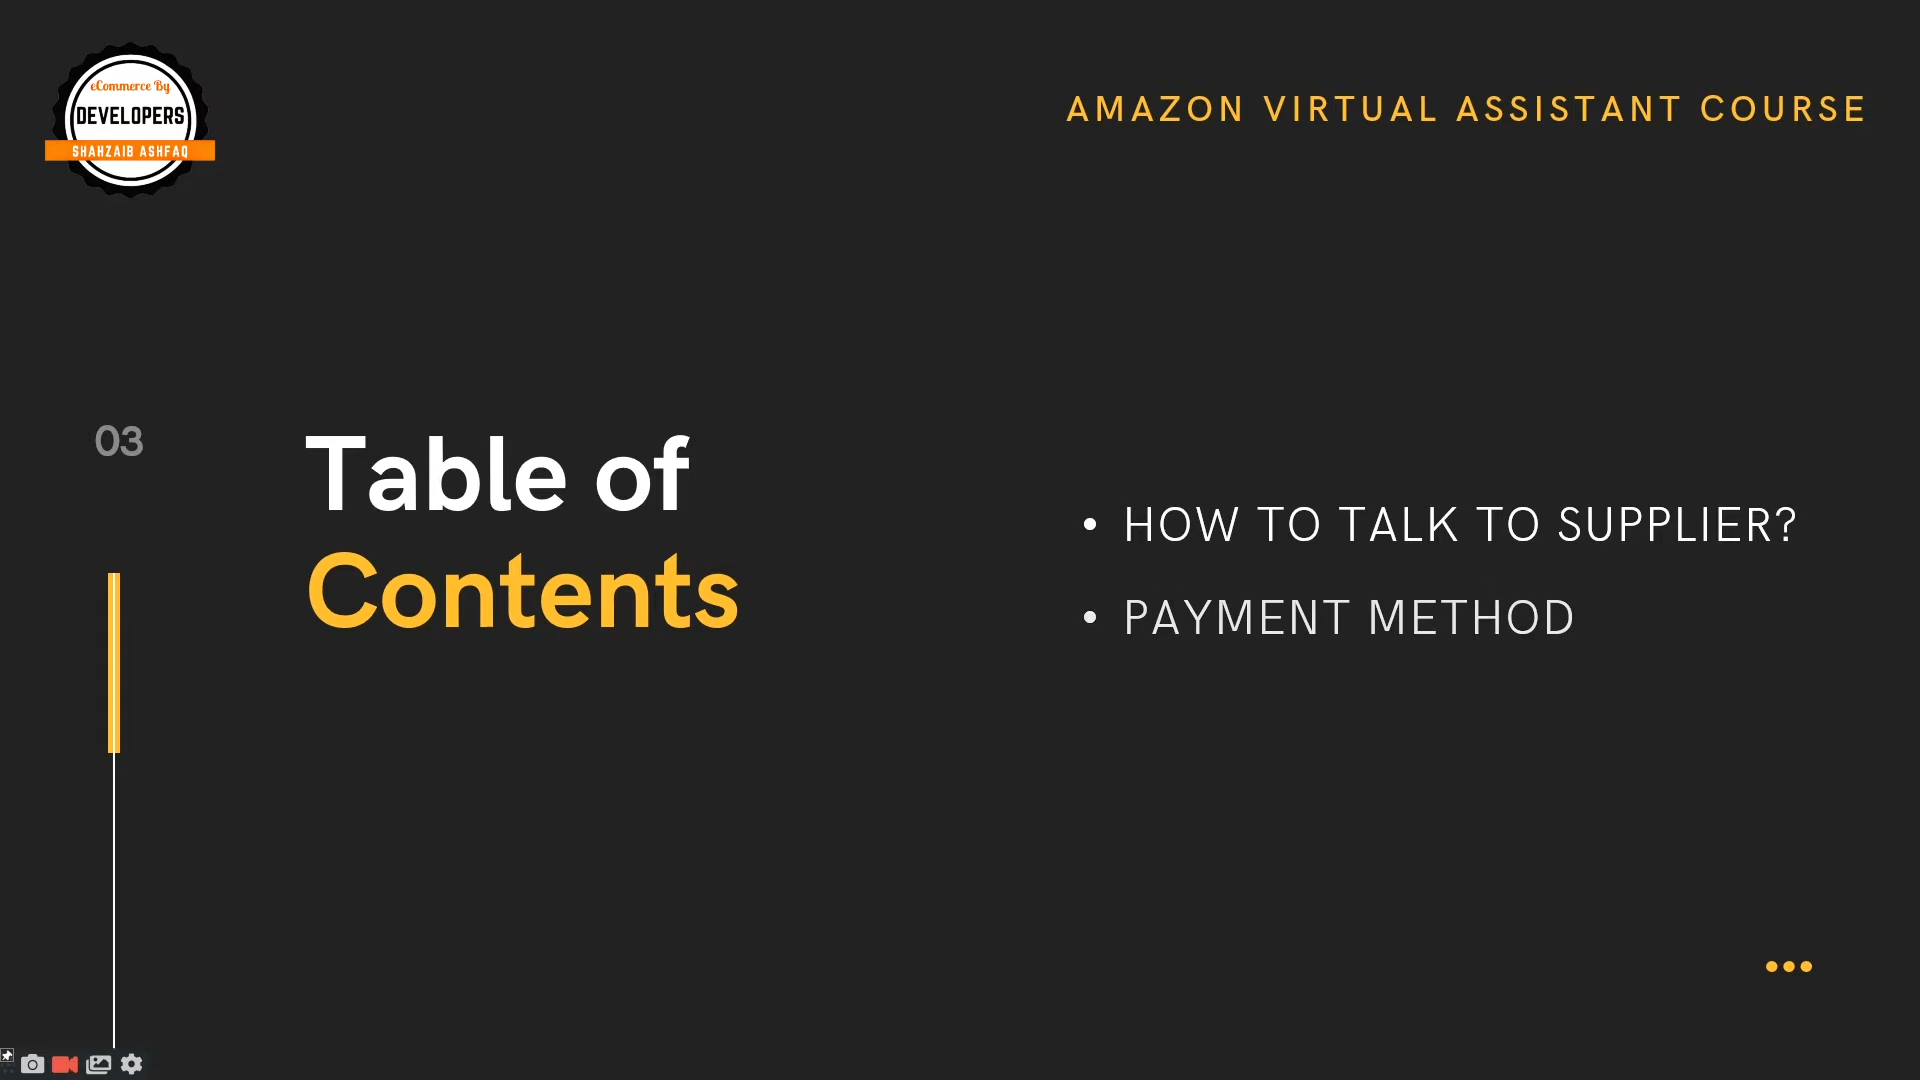 eCommerce By
DEVELOPERS
SHAHZAIB ASHFAQ
AMAZON VIRTUAL ASSISTANT COURSE
03
Table of
Contents
• HOW TO TALK TO SUPPLIER?
• PAYMENT METHOD